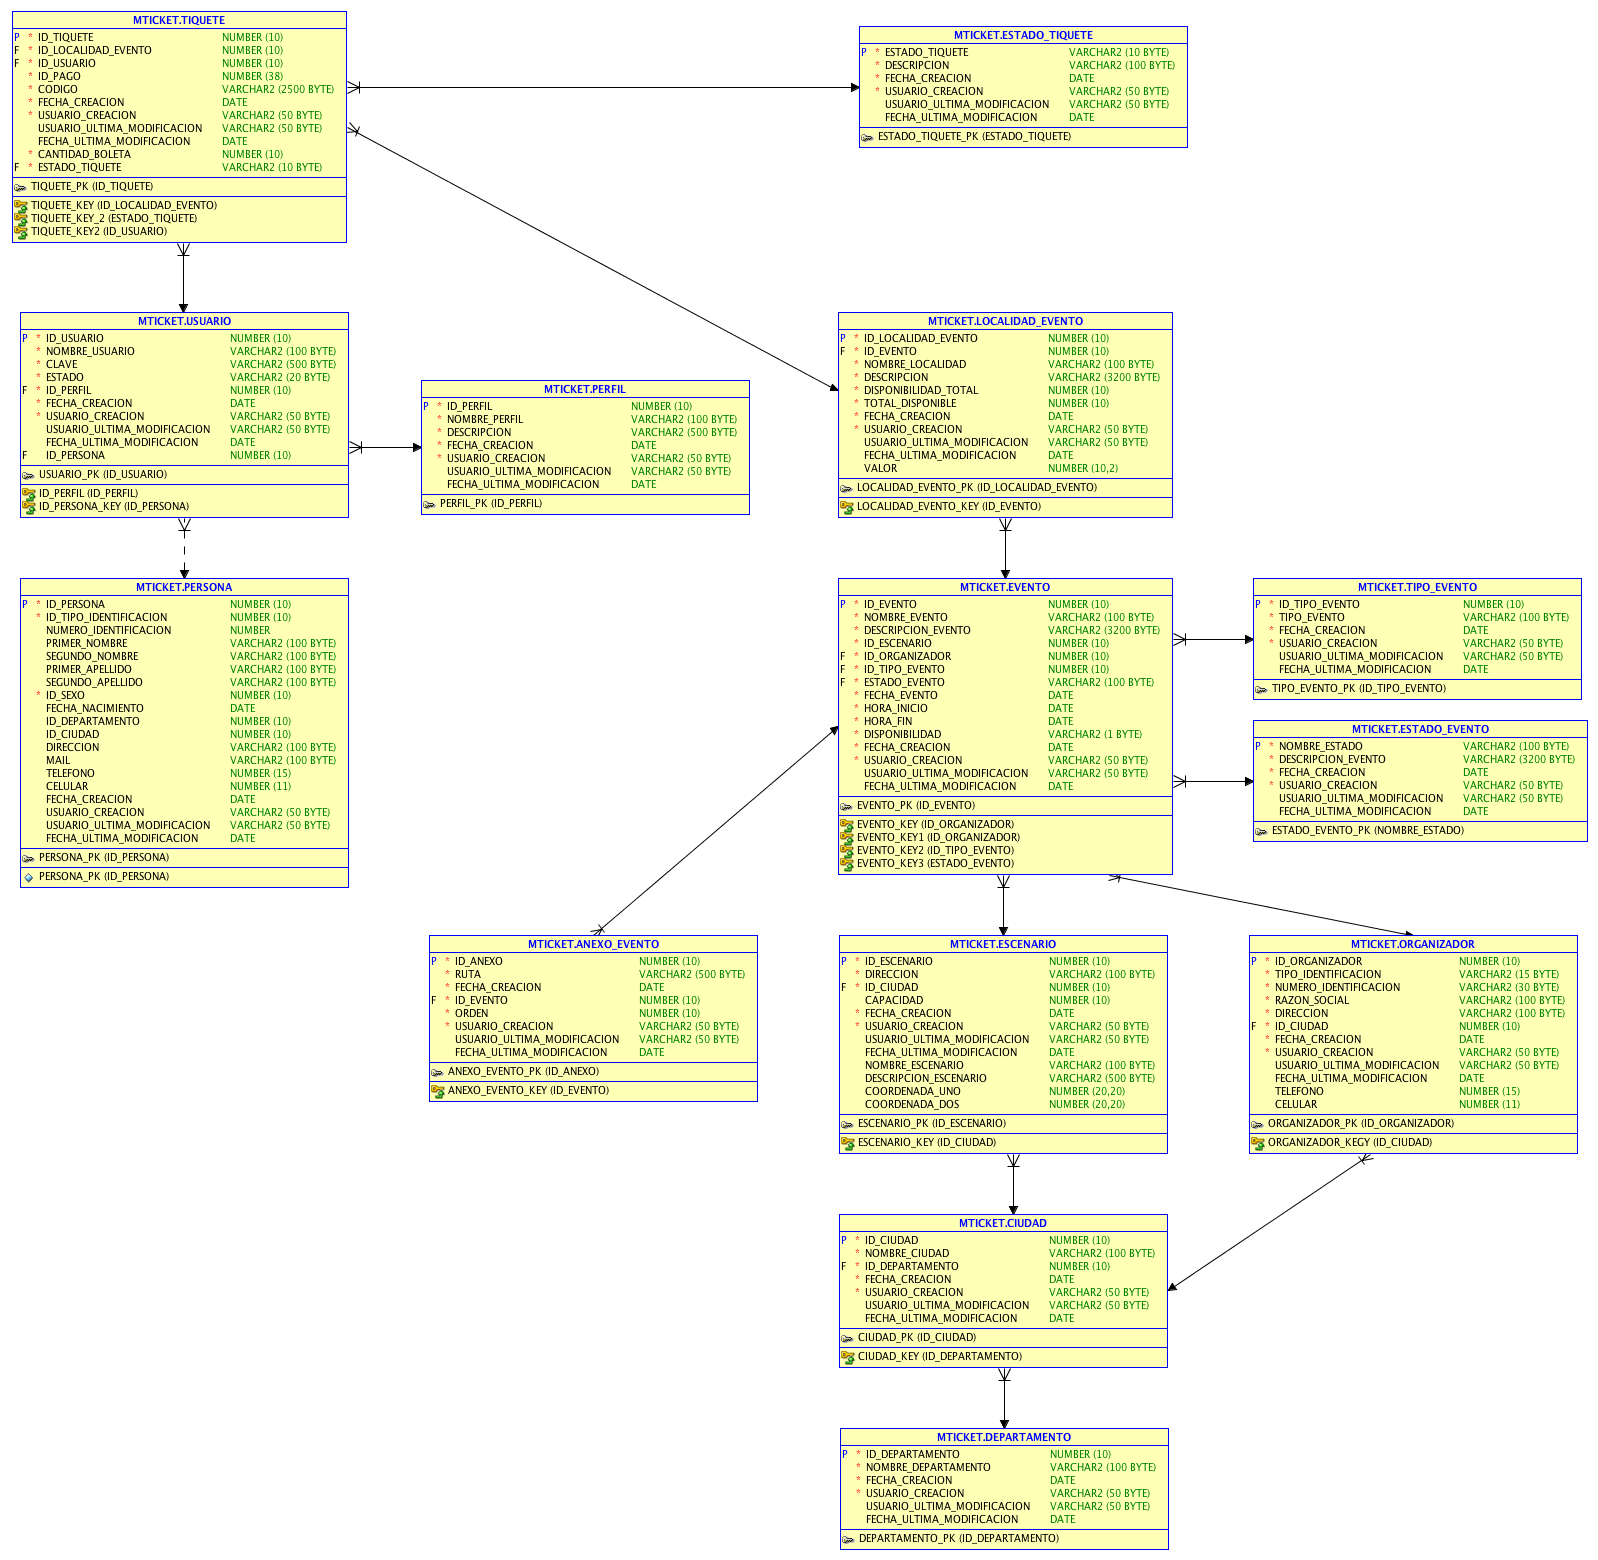 MTICKET.TIQUETE
P * ID_TIQUETE NUMBER (10)
F * ID_LOCALIDAD_EVENTO NUMBER (10)
F * ID_USUARIO NUMBER (10)
* ID_PAGO NUMBER (38)
* CODIGO VARCHAR2 (2500 BYTE)
* FECHA_CREACION DATE
* USUARIO_CREACION VARCHAR2 (50 BYTE)
USUARIO_ULTIMA_MODIFICACION VARCHAR2 (50 BYTE)
FECHA_ULTIMA_MODIFICACION DATE
* CANTIDAD_BOLETA NUMBER (10)
F * ESTADO_TIQUETE VARCHAR2 (10 BYTE)
TIQUETE_PK (ID_TIQUETE)
TIQUETE_KEY (ID_LOCALIDAD_EVENTO)
TIQUETE_KEY_2 (ESTADO_TIQUETE)
TIQUETE_KEY2 (ID_USUARIO)
MTICKET.ESTADO_TIQUETE
P * ESTADO_TIQUETE VARCHAR2 (10 BYTE)
* DESCRIPCION VARCHAR2 (100 BYTE)
* FECHA_CREACION DATE
* USUARIO_CREACION VARCHAR2 (50 BYTE)
USUARIO_ULTIMA_MODIFICACION VARCHAR2 (50 BYTE)
FECHA_ULTIMA_MODIFICACION DATE
ESTADO_TIQUETE_PK (ESTADO_TIQUETE)
MTICKET.USUARIO
P * ID_USUARIO NUMBER (10)
* NOMBRE_USUARIO VARCHAR2 (100 BYTE)
* CLAVE VARCHAR2 (500 BYTE)
* ESTADO VARCHAR2 (20 BYTE)
F * ID_PERFIL NUMBER (10)
* FECHA_CREACION DATE
* USUARIO_CREACION VARCHAR2 (50 BYTE)
USUARIO_ULTIMA_MODIFICACION VARCHAR2 (50 BYTE)
FECHA_ULTIMA_MODIFICACION DATE
F ID_PERSONA NUMBER (10)
USUARIO_PK (ID_USUARIO)
ID_PERFIL (ID_PERFIL)
ID_PERSONA_KEY (ID_PERSONA)
MTICKET.PERFIL
P * ID_PERFIL NUMBER (10)
* NOMBRE_PERFIL VARCHAR2 (100 BYTE)
* DESCRIPCION VARCHAR2 (500 BYTE)
* FECHA_CREACION DATE
* USUARIO_CREACION VARCHAR2 (50 BYTE)
USUARIO_ULTIMA_MODIFICACION VARCHAR2 (50 BYTE)
FECHA_ULTIMA_MODIFICACION DATE
PERFIL_PK (ID_PERFIL)
MTICKET.LOCALIDAD_EVENTO
P * ID_LOCALIDAD_EVENTO NUMBER (10)
F * ID_EVENTO NUMBER (10)
* NOMBRE_LOCALIDAD VARCHAR2 (100 BYTE)
* DESCRIPCION VARCHAR2 (3200 BYTE)
* DISPONIBILIDAD_TOTAL NUMBER (10)
* TOTAL_DISPONIBLE NUMBER (10)
* FECHA_CREACION DATE
* USUARIO_CREACION VARCHAR2 (50 BYTE)
USUARIO_ULTIMA_MODIFICACION VARCHAR2 (50 BYTE)
FECHA_ULTIMA_MODIFICACION DATE
VALOR NUMBER (10,2)
LOCALIDAD_EVENTO_PK (ID_LOCALIDAD_EVENTO)
LOCALIDAD_EVENTO_KEY (ID_EVENTO)
MTICKET.PERSONA
P * ID_PERSONA NUMBER (10)
* ID_TIPO_IDENTIFICACION NUMBER (10)
NUMERO_IDENTIFICACION NUMBER
PRIMER_NOMBRE VARCHAR2 (100 BYTE)
SEGUNDO_NOMBRE VARCHAR2 (100 BYTE)
PRIMER_APELLIDO VARCHAR2 (100 BYTE)
SEGUNDO_APELLIDO VARCHAR2 (100 BYTE)
* ID_SEXO NUMBER (10)
FECHA_NACIMIENTO DATE
ID_DEPARTAMENTO NUMBER (10)
ID_CIUDAD NUMBER (10)
DIRECCION VARCHAR2 (100 BYTE)
MAIL VARCHAR2 (100 BYTE)
TELEFONO NUMBER (15)
CELULAR NUMBER (11)
FECHA_CREACION DATE
USUARIO_CREACION VARCHAR2 (50 BYTE)
USUARIO_ULTIMA_MODIFICACION VARCHAR2 (50 BYTE)
FECHA_ULTIMA_MODIFICACION DATE
PERSONA_PK (ID_PERSONA)
PERSONA_PK (ID_PERSONA)
MTICKET.EVENTO
P * ID_EVENTO NUMBER (10)
* NOMBRE_EVENTO VARCHAR2 (100 BYTE)
* DESCRIPCION_EVENTO VARCHAR2 (3200 BYTE)
* ID_ESCENARIO NUMBER (10)
F * ID_ORGANIZADOR NUMBER (10)
F * ID_TIPO_EVENTO NUMBER (10)
F * ESTADO_EVENTO VARCHAR2 (100 BYTE)
* FECHA_EVENTO DATE
* HORA_INICIO DATE
* HORA_FIN DATE
* DISPONIBILIDAD VARCHAR2 (1 BYTE)
* FECHA_CREACION DATE
* USUARIO_CREACION VARCHAR2 (50 BYTE)
USUARIO_ULTIMA_MODIFICACION VARCHAR2 (50 BYTE)
FECHA_ULTIMA_MODIFICACION DATE
EVENTO_PK (ID_EVENTO)
EVENTO_KEY (ID_ORGANIZADOR)
EVENTO_KEY1 (ID_ORGANIZADOR)
EVENTO_KEY2 (ID_TIPO_EVENTO)
EVENTO_KEY3 (ESTADO_EVENTO)
MTICKET.TIPO_EVENTO
P * ID_TIPO_EVENTO NUMBER (10)
* TIPO_EVENTO VARCHAR2 (100 BYTE)
* FECHA_CREACION DATE
* USUARIO_CREACION VARCHAR2 (50 BYTE)
USUARIO_ULTIMA_MODIFICACION VARCHAR2 (50 BYTE)
FECHA_ULTIMA_MODIFICACION DATE
TIPO_EVENTO_PK (ID_TIPO_EVENTO)
MTICKET.ESTADO_EVENTO
P * NOMBRE_ESTADO VARCHAR2 (100 BYTE)
* DESCRIPCION_EVENTO VARCHAR2 (3200 BYTE)
* FECHA_CREACION DATE
* USUARIO_CREACION VARCHAR2 (50 BYTE)
USUARIO_ULTIMA_MODIFICACION VARCHAR2 (50 BYTE)
FECHA_ULTIMA_MODIFICACION DATE
ESTADO_EVENTO_PK (NOMBRE_ESTADO)
MTICKET.ANEXO_EVENTO
P * ID_ANEXO NUMBER (10)
* RUTA VARCHAR2 (500 BYTE)
* FECHA_CREACION DATE
F * ID_EVENTO NUMBER (10)
* ORDEN NUMBER (10)
* USUARIO_CREACION VARCHAR2 (50 BYTE)
USUARIO_ULTIMA_MODIFICACION VARCHAR2 (50 BYTE)
FECHA_ULTIMA_MODIFICACION DATE
ANEXO_EVENTO_PK (ID_ANEXO)
ANEXO_EVENTO_KEY (ID_EVENTO)
MTICKET.ESCENARIO
P * ID_ESCENARIO NUMBER (10)
* DIRECCION VARCHAR2 (100 BYTE)
F * ID_CIUDAD NUMBER (10)
CAPACIDAD NUMBER (10)
* FECHA_CREACION DATE
* USUARIO_CREACION VARCHAR2 (50 BYTE)
USUARIO_ULTIMA_MODIFICACION VARCHAR2 (50 BYTE)
FECHA_ULTIMA_MODIFICACION DATE
NOMBRE_ESCENARIO VARCHAR2 (100 BYTE)
DESCRIPCION_ESCENARIO VARCHAR2 (500 BYTE)
COORDENADA_UNO NUMBER (20,20)
COORDENADA_DOS NUMBER (20,20)
ESCENARIO_PK (ID_ESCENARIO)
ESCENARIO_KEY (ID_CIUDAD)
MTICKET.ORGANIZADOR
P * ID_ORGANIZADOR NUMBER (10)
* TIPO_IDENTIFICACION VARCHAR2 (15 BYTE)
* NUMERO_IDENTIFICACION VARCHAR2 (30 BYTE)
* RAZON_SOCIAL VARCHAR2 (100 BYTE)
* DIRECCION VARCHAR2 (100 BYTE)
F * ID_CIUDAD NUMBER (10)
* FECHA_CREACION DATE
* USUARIO_CREACION VARCHAR2 (50 BYTE)
USUARIO_ULTIMA_MODIFICACION VARCHAR2 (50 BYTE)
FECHA_ULTIMA_MODIFICACION DATE
TELEFONO NUMBER (15)
CELULAR NUMBER (11)
ORGANIZADOR_PK (ID_ORGANIZADOR)
ORGANIZADOR_KEGY (ID_CIUDAD)
MTICKET.CIUDAD
P * ID_CIUDAD NUMBER (10)
* NOMBRE_CIUDAD VARCHAR2 (100 BYTE)
F * ID_DEPARTAMENTO NUMBER (10)
* FECHA_CREACION DATE
* USUARIO_CREACION VARCHAR2 (50 BYTE)
USUARIO_ULTIMA_MODIFICACION VARCHAR2 (50 BYTE)
FECHA_ULTIMA_MODIFICACION DATE
CIUDAD_PK (ID_CIUDAD)
CIUDAD_KEY (ID_DEPARTAMENTO)
MTICKET.DEPARTAMENTO
P * ID_DEPARTAMENTO NUMBER (10)
* NOMBRE_DEPARTAMENTO VARCHAR2 (100 BYTE)
* FECHA_CREACION DATE
* USUARIO_CREACION VARCHAR2 (50 BYTE)
USUARIO_ULTIMA_MODIFICACION VARCHAR2 (50 BYTE)
FECHA_ULTIMA_MODIFICACION DATE
DEPARTAMENTO_PK (ID_DEPARTAMENTO)